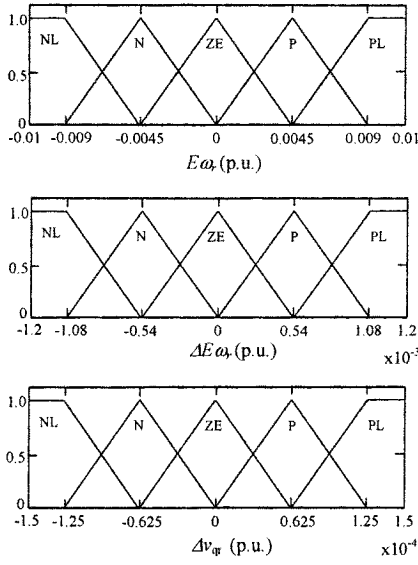 1.0
NL N ZE P PL
0.5
0
-0.01 -0.009 -0.0045 0 0.0045 0.009 0.01
Eωr (p.u.)
1.0
NL N ZE P PL
0.5
0
-1.2 -1.08 -0.54 0 0.54 1.08 1.2
ΔEωr (p.u.) x10⁻³
1.0
NL N ZE P PL
0.5
0
-1.5 -1.25 -0.625 0 0.625 1.25 1.5
Δvqr (p.u.) x10⁻⁴